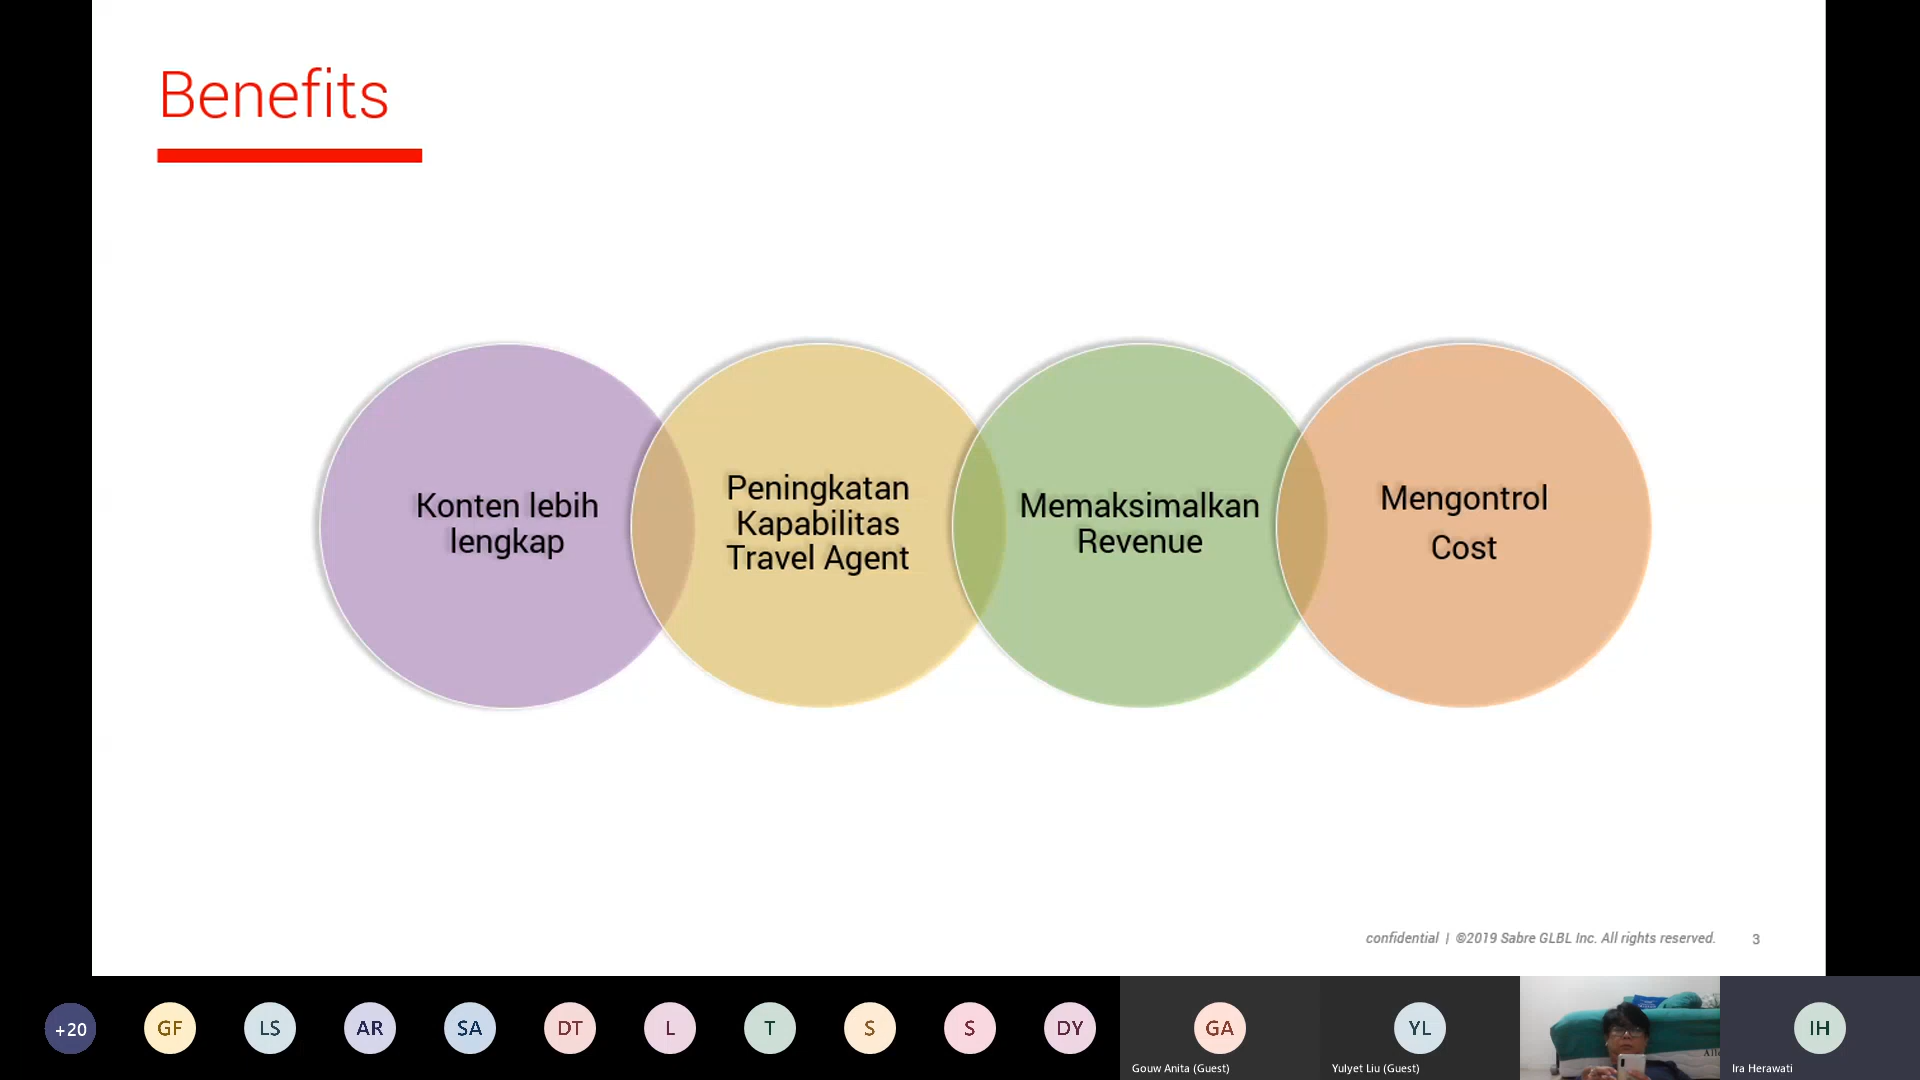 Benefits
Konten lebih
lengkap
Peningkatan
Kapabilitas
Travel Agent
Memaksimalkan
Revenue
Mengontrol
Cost
confidential | ©2019 Sabre GLBL Inc. All rights reserved. 3
+20 GF LS AR SA DT L T S S DY GA YL IH
Gouw Anita (Guest) Yulyet Liu (Guest) Ira Herawati